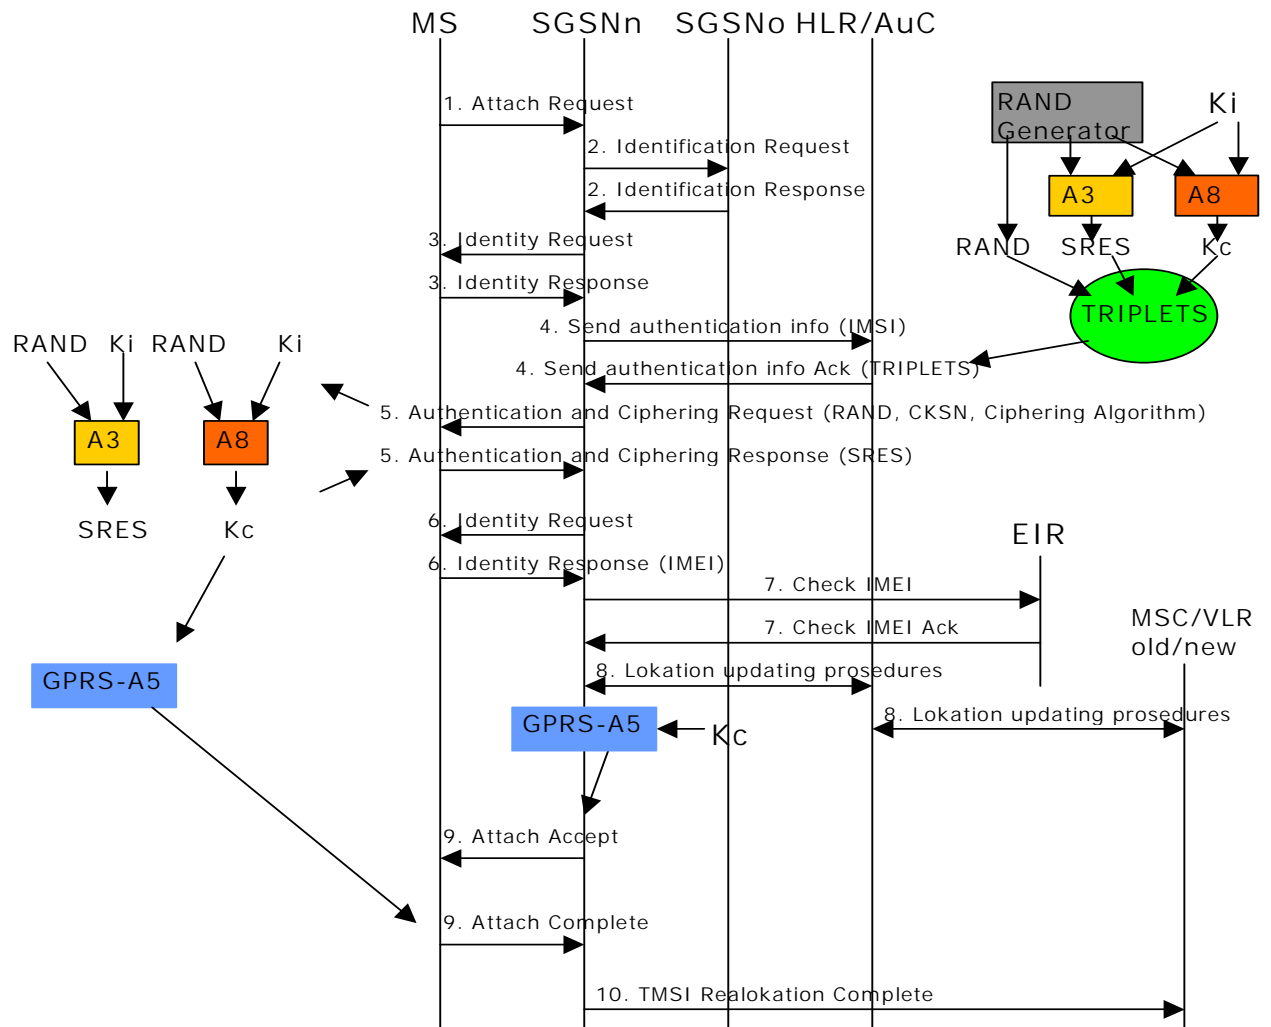 MS SGSNn SGSNo HLR/AuC
1. Attach Request
RAND
Generator
Ki
2. Identification Request
2. Identification Response
A3 A8
3. Identity Request
RAND SRES Kc
3. Identity Response
TRIPLETS
4. Send authentication info (IMSI)
RAND Ki RAND Ki
4. Send authentication info Ack (TRIPLETS)
5. Authentication and Ciphering Request (RAND, CKSN, Ciphering Algorithm)
A3 A8
5. Authentication and Ciphering Response (SRES)
SRES Kc
6. Identity Request
EIR
6. Identity Response (IMEI)
7. Check IMEI
MSC/VLR
old/new
7. Check IMEI Ack
8. Lokation updating prosedures
GPRS-A5
8. Lokation updating prosedures
GPRS-A5
Kc
9. Attach Accept
9. Attach Complete
10. TMSI Realokation Complete